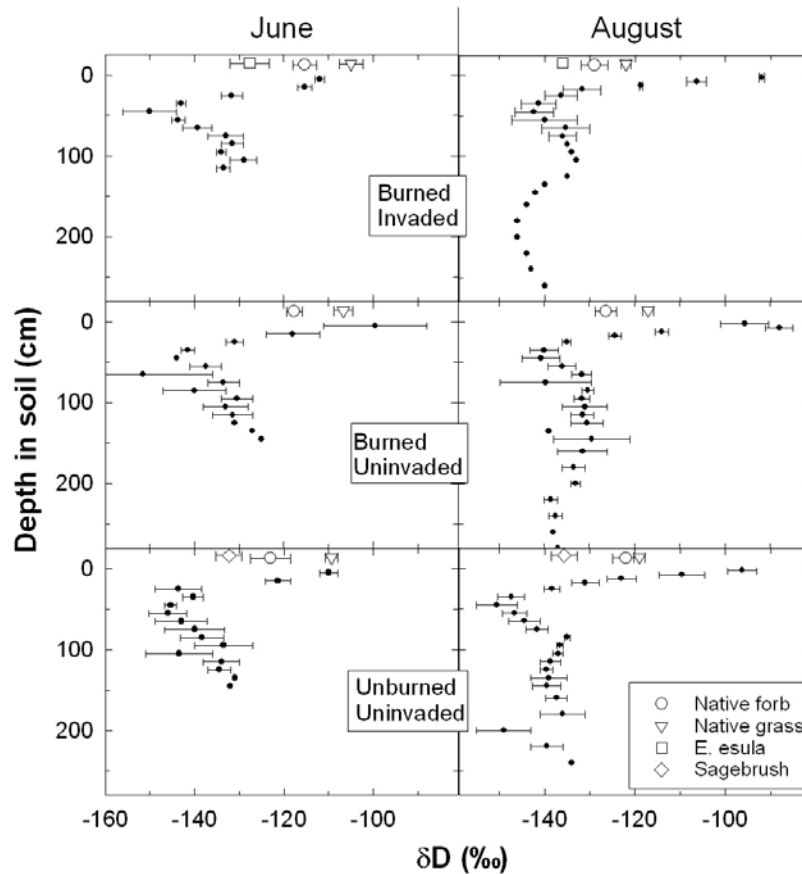 June
August
0
100
200
Burned
Invaded
0
100
200
Burned
Uninvaded
0
100
200
Unburned
Uninvaded
Depth in soil (cm)
Native forb
Native grass
E. esula
Sagebrush
-160 -140 -120 -100 -140 -120 -100
δD (‰)